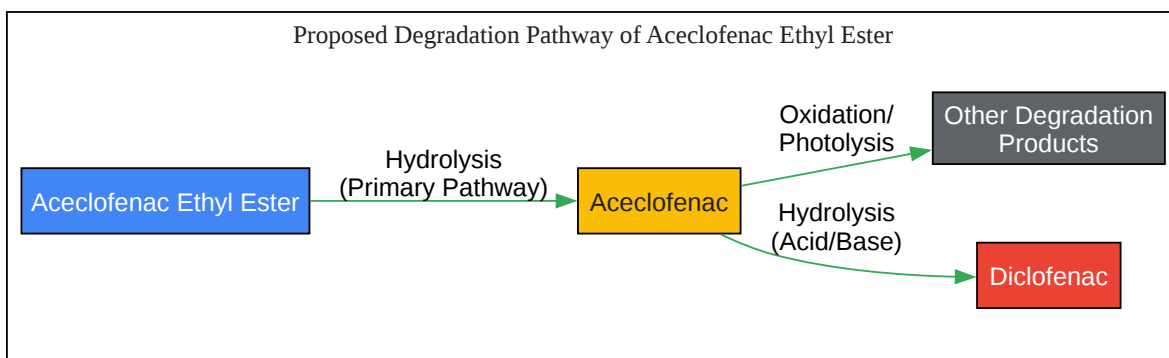 Proposed Degradation Pathway of Aceclofenac Ethyl Ester
Aceclofenac Ethyl Ester
Hydrolysis
(Primary Pathway)
Aceclofenac
Oxidation/
Photolysis
Other Degradation
Products
Hydrolysis
(Acid/Base)
Diclofenac